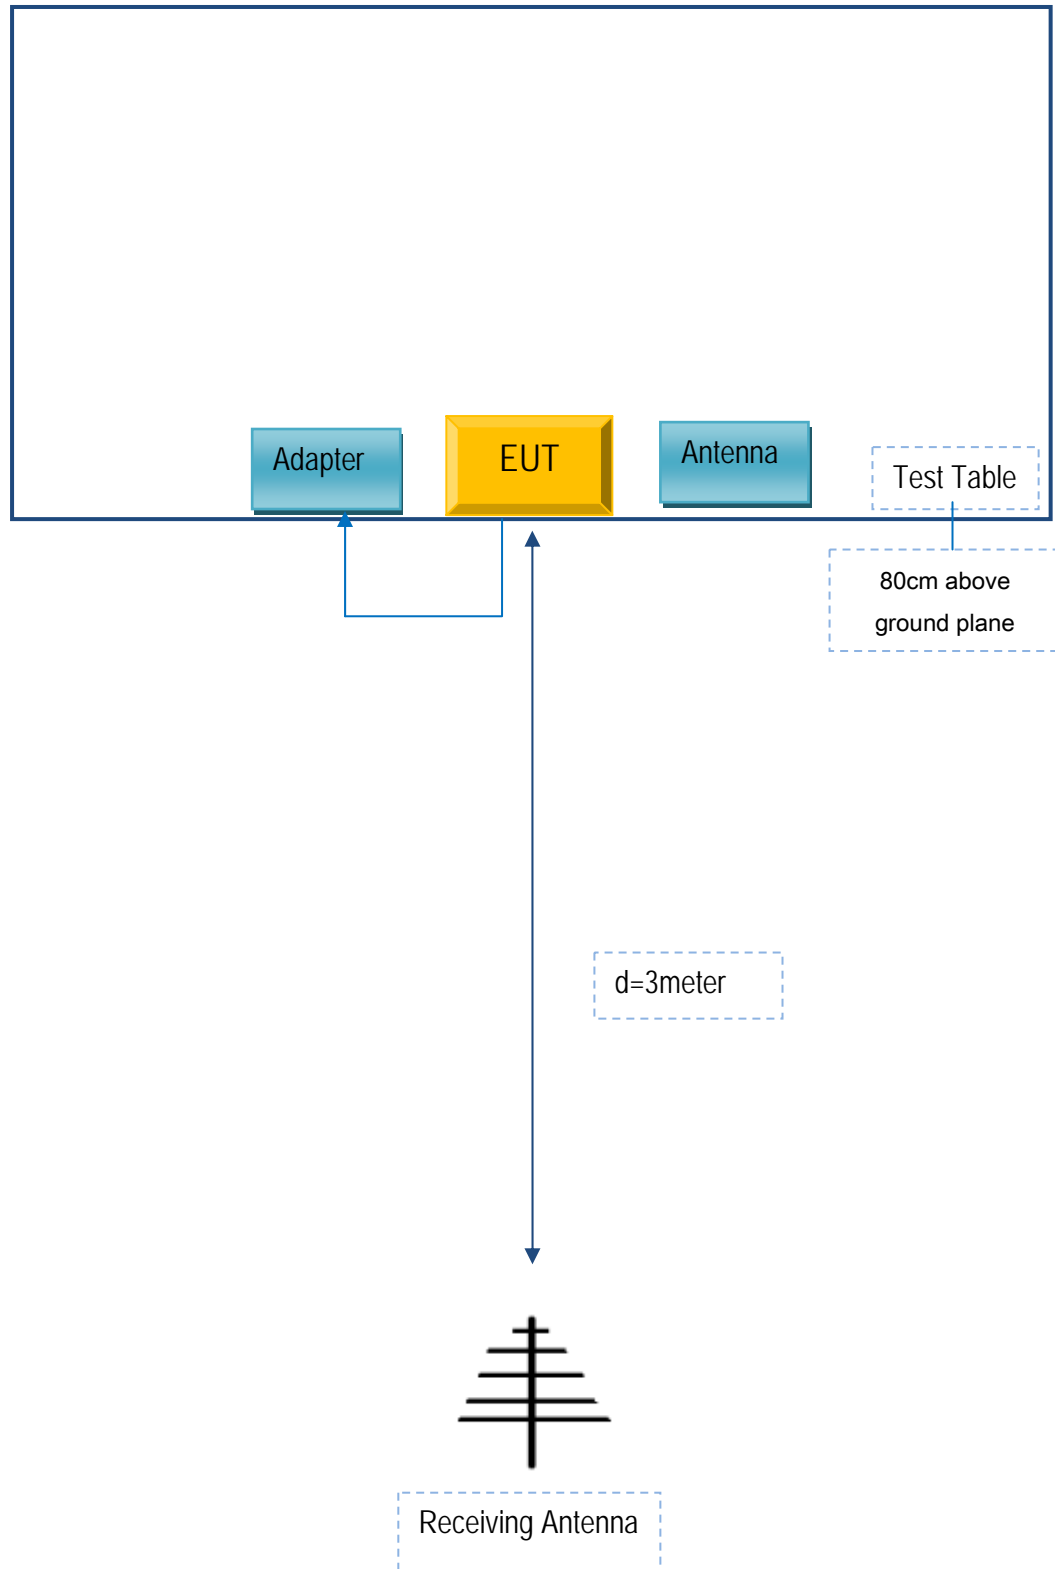 Adapter
EUT
Antenna
Test Table
80cm above
ground plane
d=3meter
Receiving Antenna